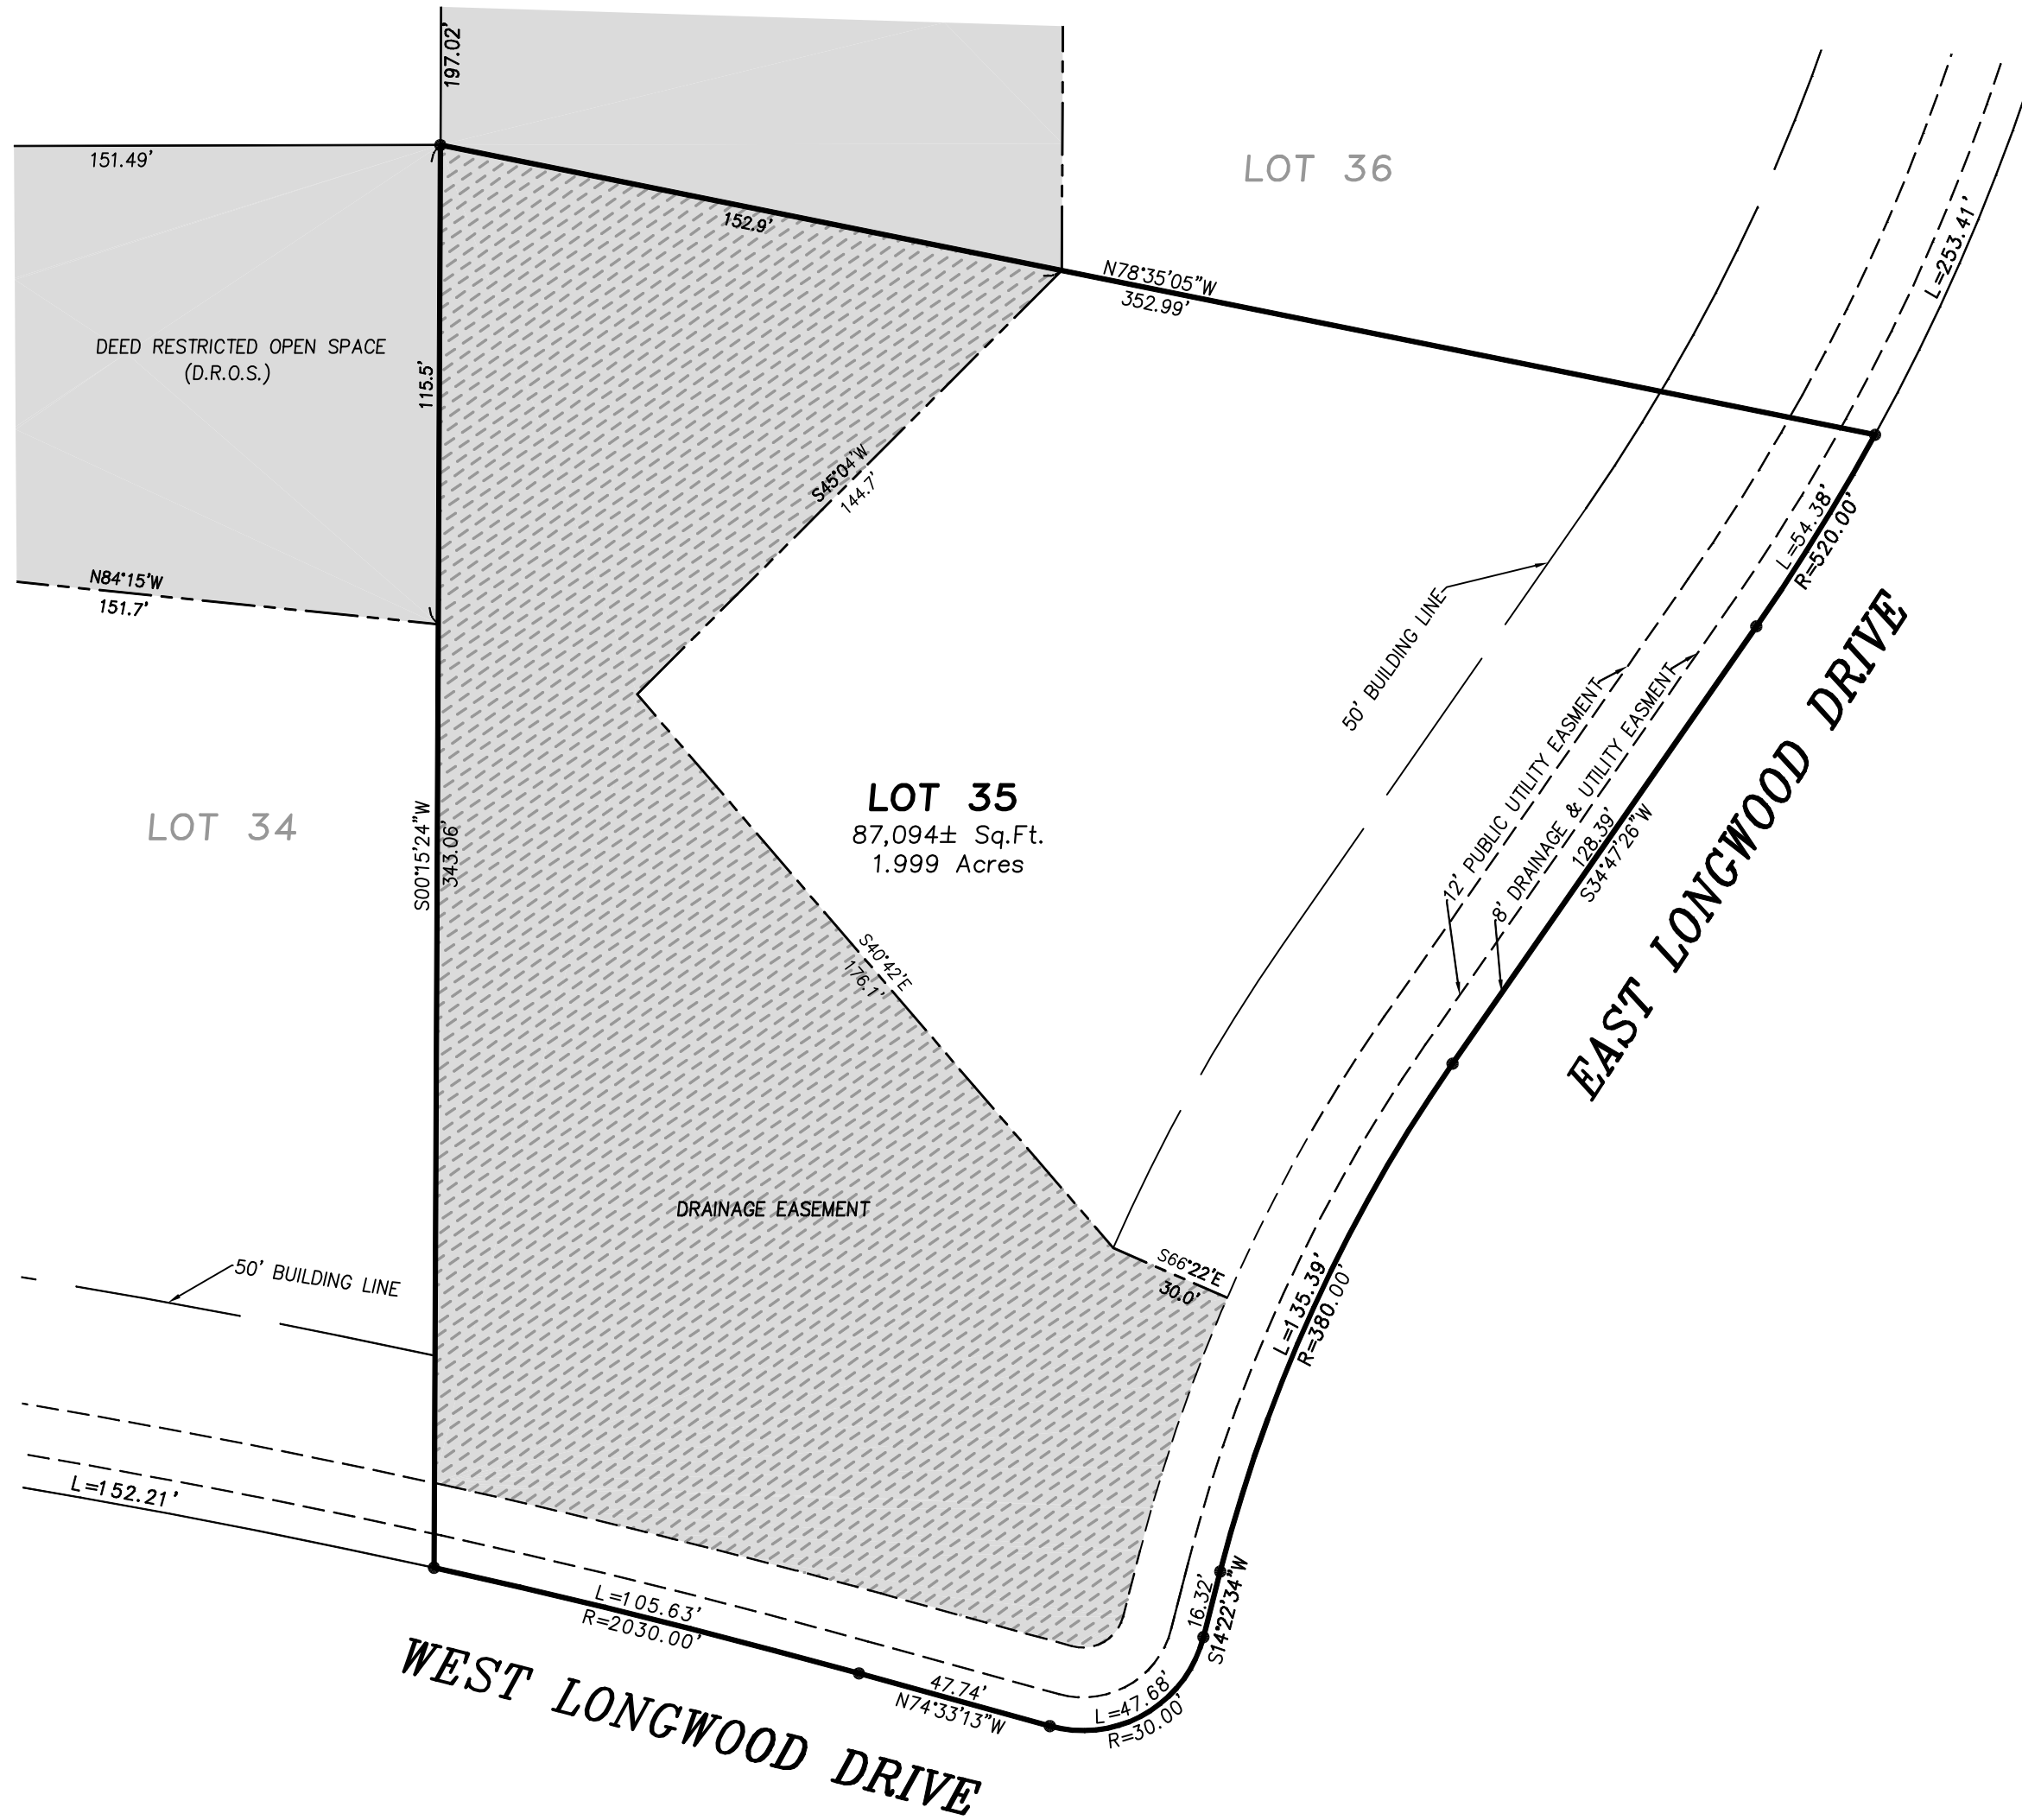 197.02'
151.49'
LOT 36
152.9'
L=253.41'
N78°35'05"W
352.99'
DEED RESTRICTED OPEN SPACE
(D.R.O.S.)
115.5'
S45°04'W
144.7'
L=54.38'
R=520.00'
N84°15'W
151.7'
50' BUILDING LINE
12' PUBLIC UTILITY EASMENT
8' DRAINAGE & UTILITY EASMENT
128.39'
S34°47'26"W
EAST LONGWOOD DRIVE
LOT 34
S00°15'24"W
343.06'
LOT 35
87,094± Sq.Ft.
1.999 Acres
S40°42'E
176.1'
DRAINAGE EASEMENT
S66°22'E
30.0'
50' BUILDING LINE
L=135.39'
R=380.00'
L=152.21'
16.32'
S14°22'34"W
L=105.63'
R=2030.00'
47.74'
N74°33'13"W
L=47.68'
R=30.00'
WEST LONGWOOD DRIVE